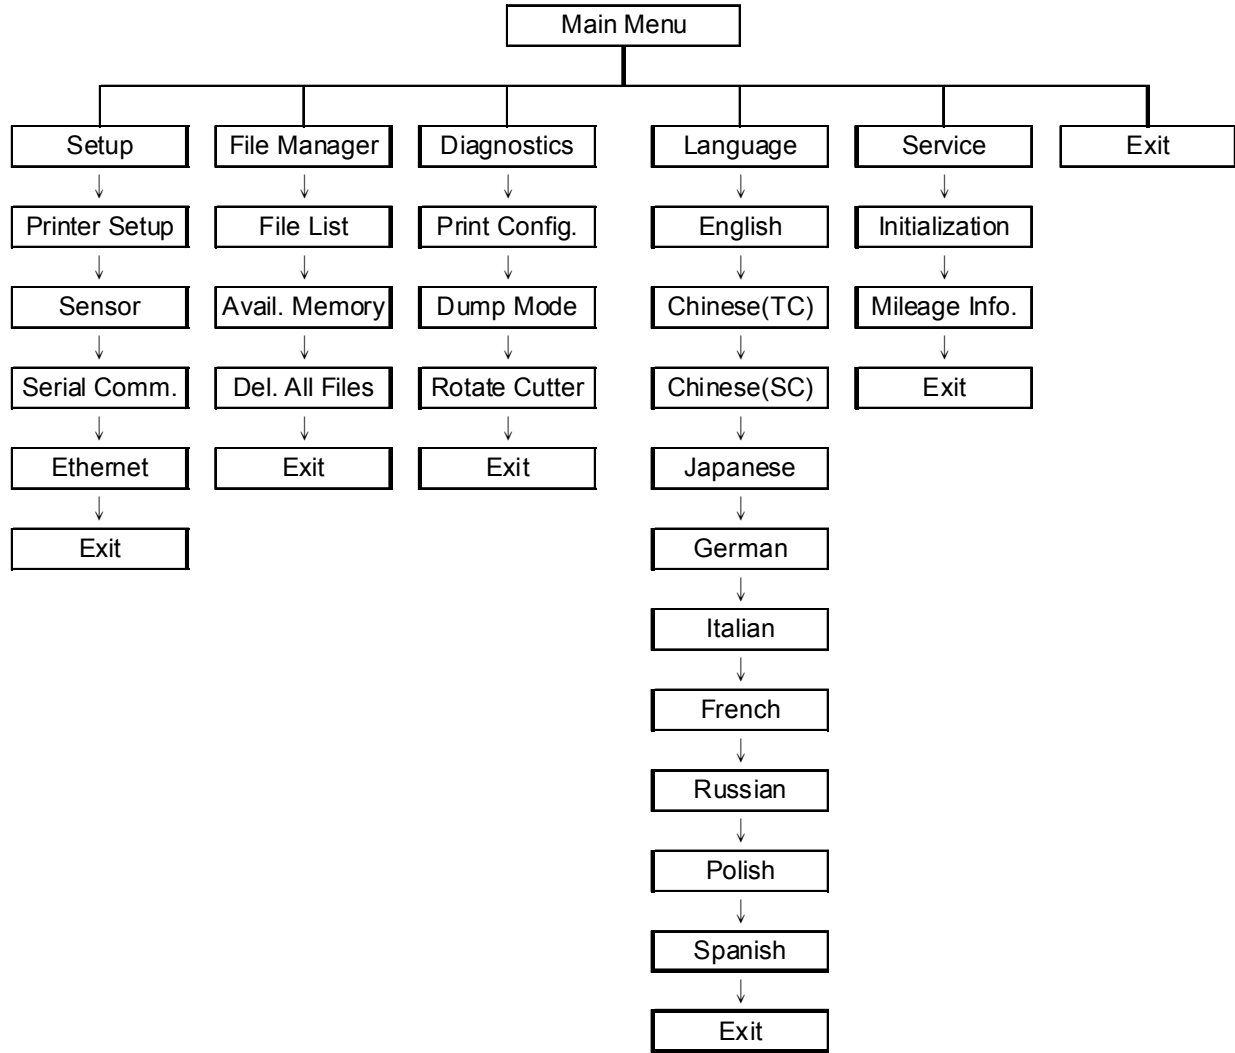 Main Menu
Setup
File Manager
Diagnostics
Language
Service
Exit
Printer Setup
File List
Print Config.
English
Initialization
Sensor
Avail. Memory
Dump Mode
Chinese(TC)
Mileage Info.
Serial Comm.
Del. All Files
Rotate Cutter
Chinese(SC)
Exit
Ethernet
Exit
Exit
Japanese
Exit
German
Italian
French
Russian
Polish
Spanish
Exit